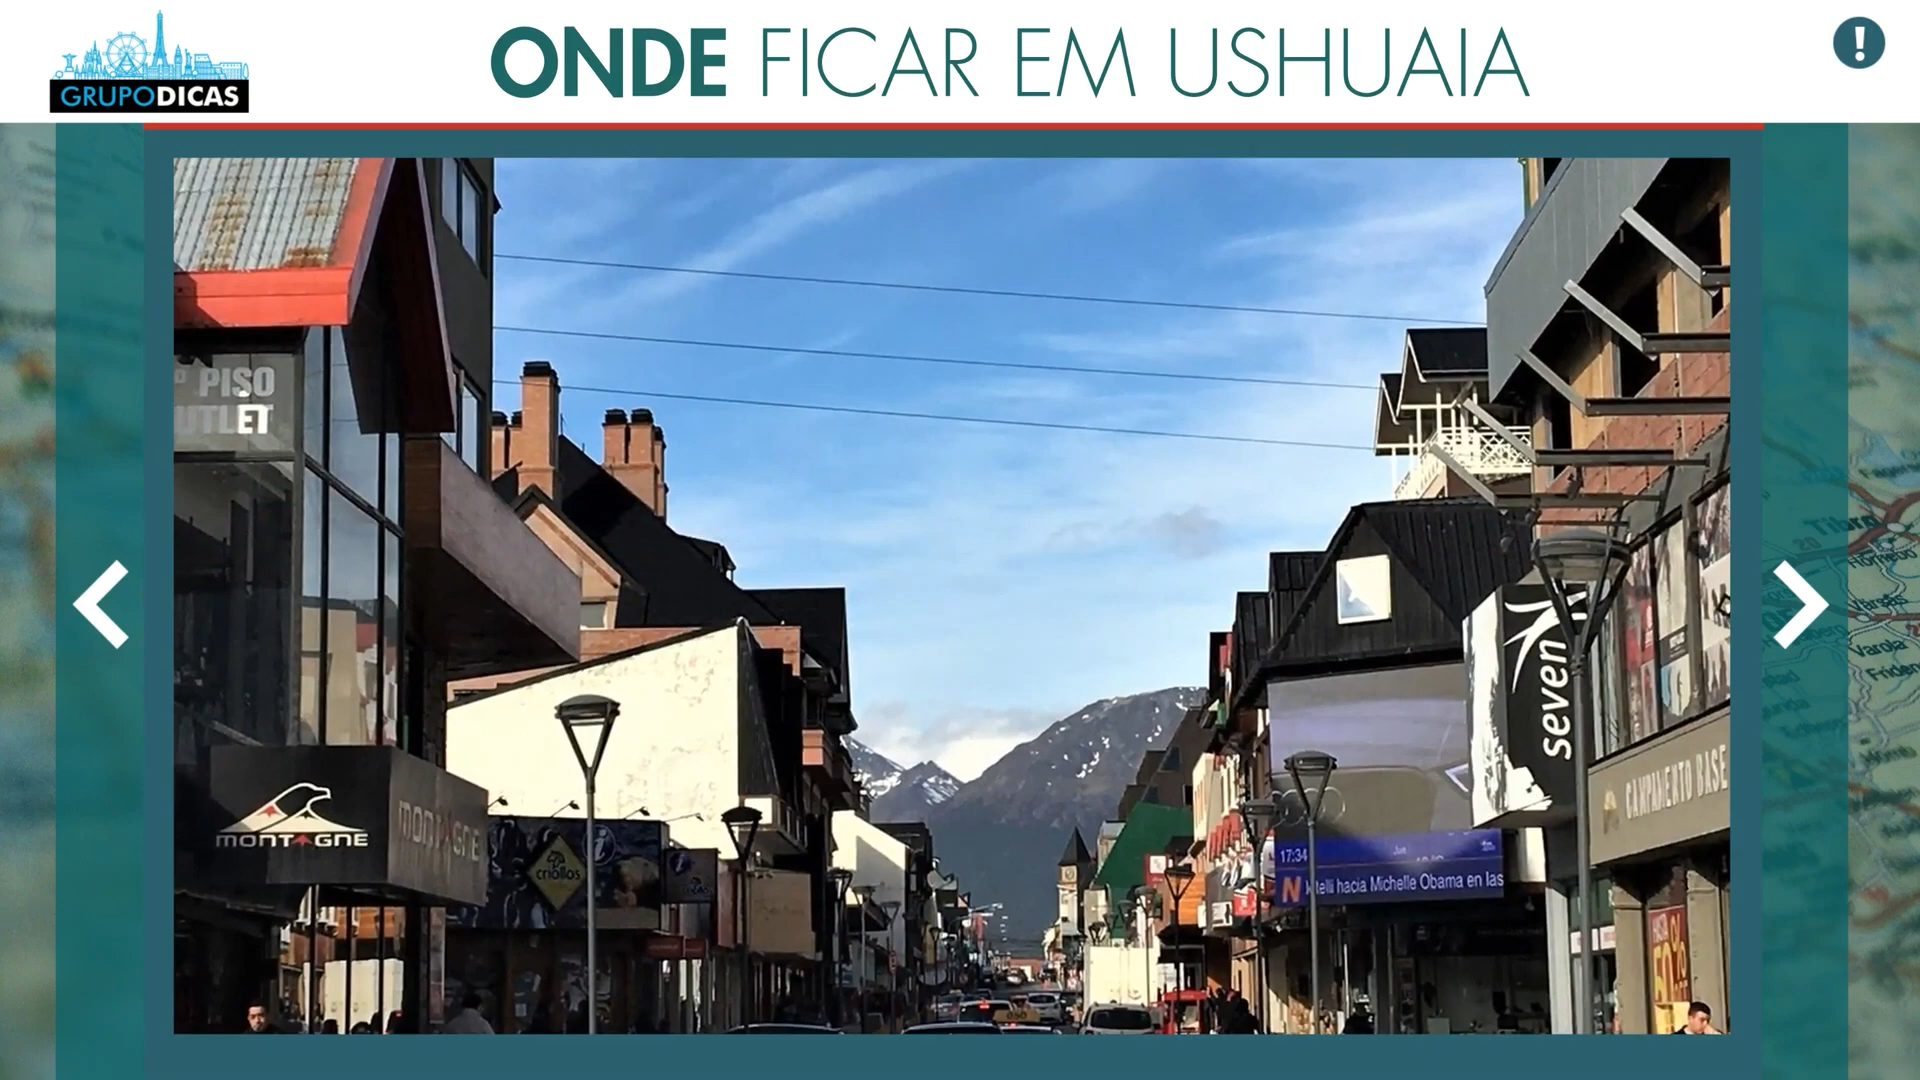 ONDE FICAR EM USHUAIA
GRUPODICAS
PISO
UTLET
MONTAGNE
MONTAGNE
criollos
i
i
seven
CAMPAMENTO BASE
17:34
hacia Michelle Obama en las
N
50%